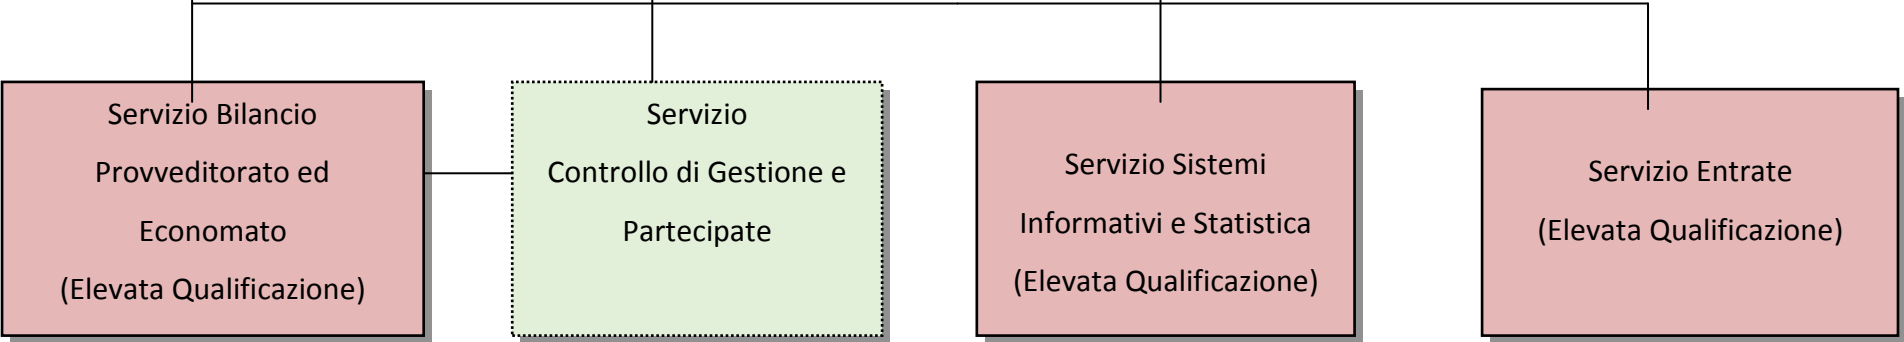 Servizio Bilancio
Provveditorato ed
Economato
(Elevata Qualificazione)
Servizio
Controllo di Gestione e
Partecipate
Servizio Sistemi
Informativi e Statistica
(Elevata Qualificazione)
Servizio Entrate
(Elevata Qualificazione)